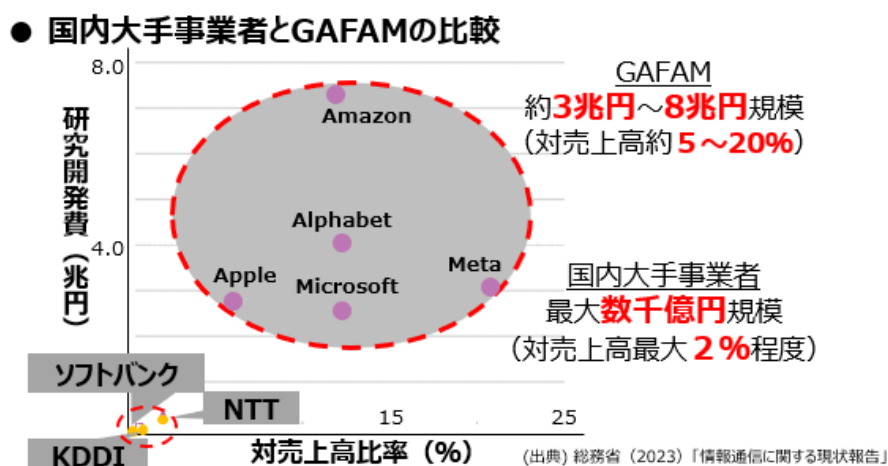 ● 国内大手事業者とGAFAMの比較
8.0
研究開発費（兆円）
4.0
Amazon
Alphabet
Apple
Microsoft
Meta
ソフトバンク
NTT
KDDI
15
25
対売上高比率（%）
GAFAM
約3兆円～8兆円規模
（対売上高約５～20%）
国内大手事業者
最大数千億円規模
（対売上高最大２%程度）
(出典) 総務省（2023）「情報通信に関する現状報告」